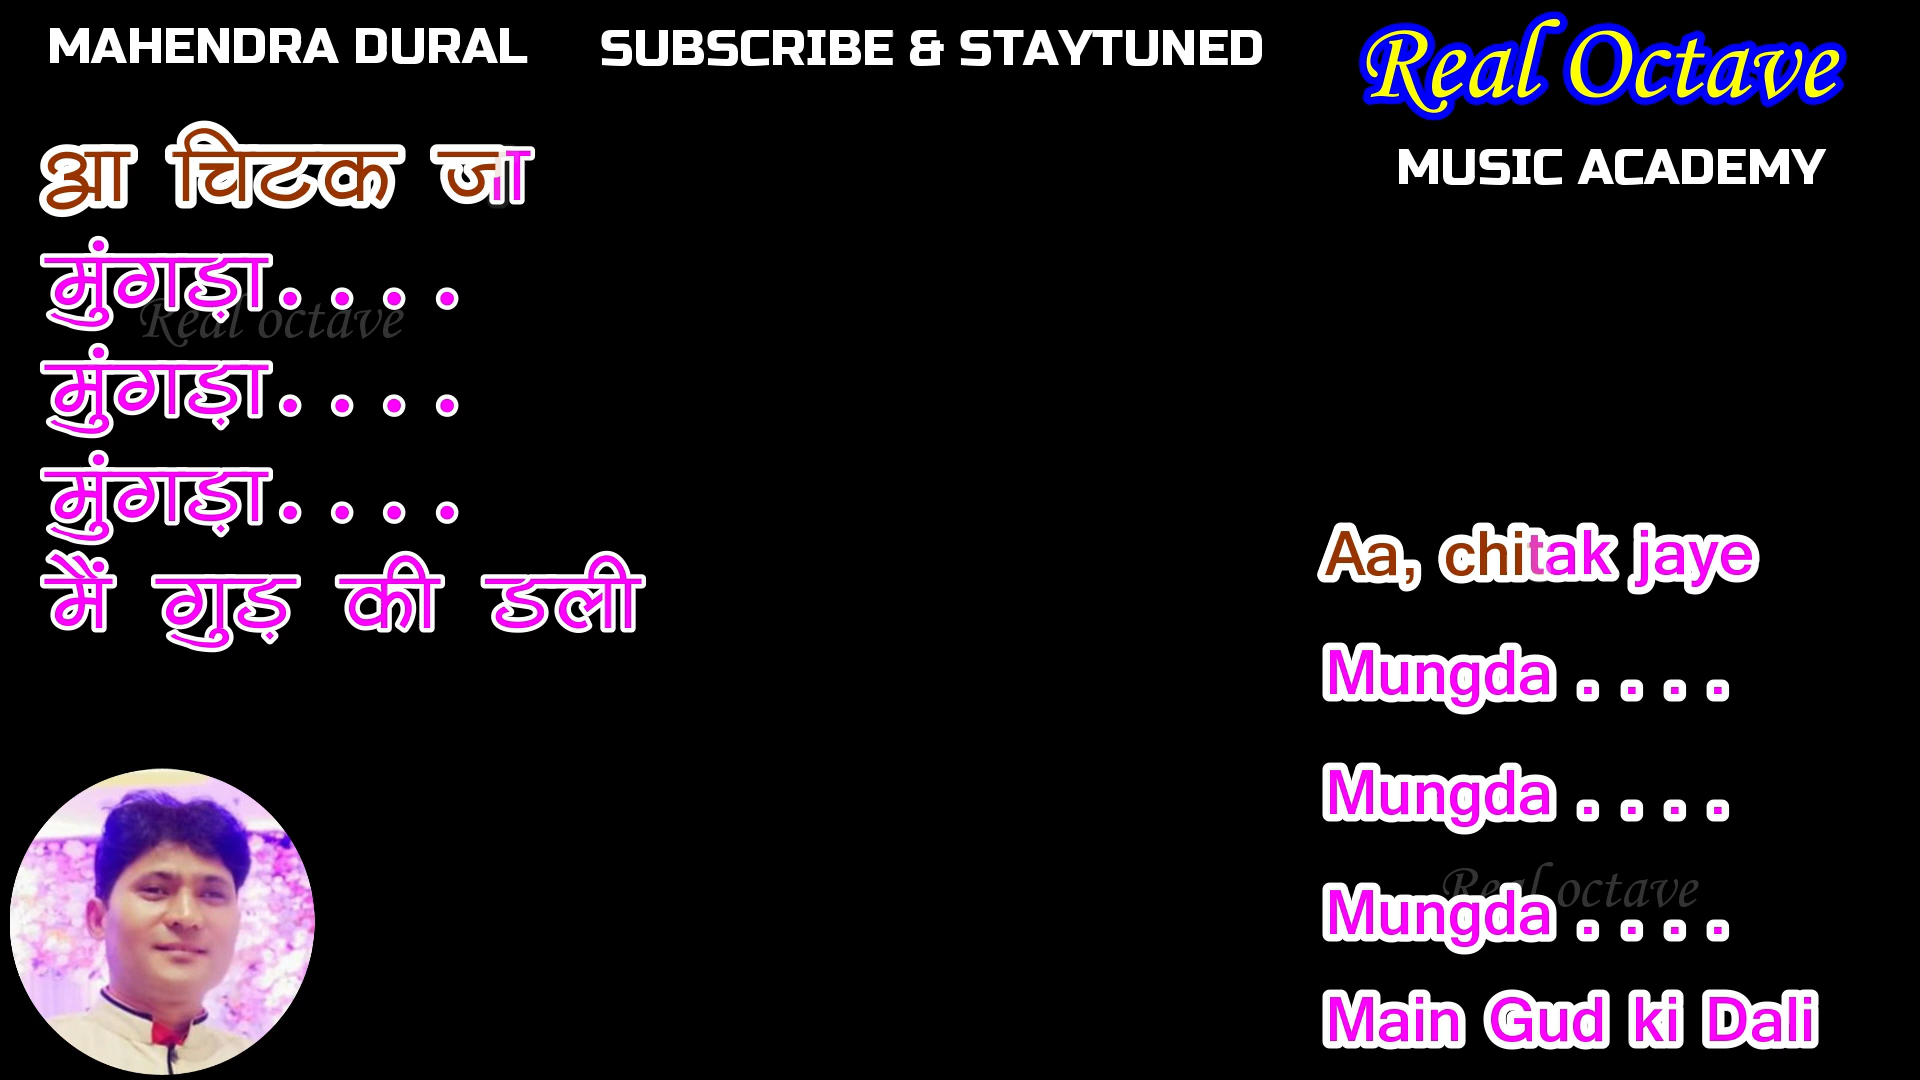 MAHENDRA DURAL
SUBSCRIBE & STAYTUNED
Real Octave
MUSIC ACADEMY
आ चिटक जा
मुंगड़ा....
Real octave
मुंगड़ा....
मुंगड़ा....
मैं गुड़ की डली
Aa, chitak jaye
Mungda ....
Mungda ....
Real octave
Mungda ....
Main Gud ki Dali